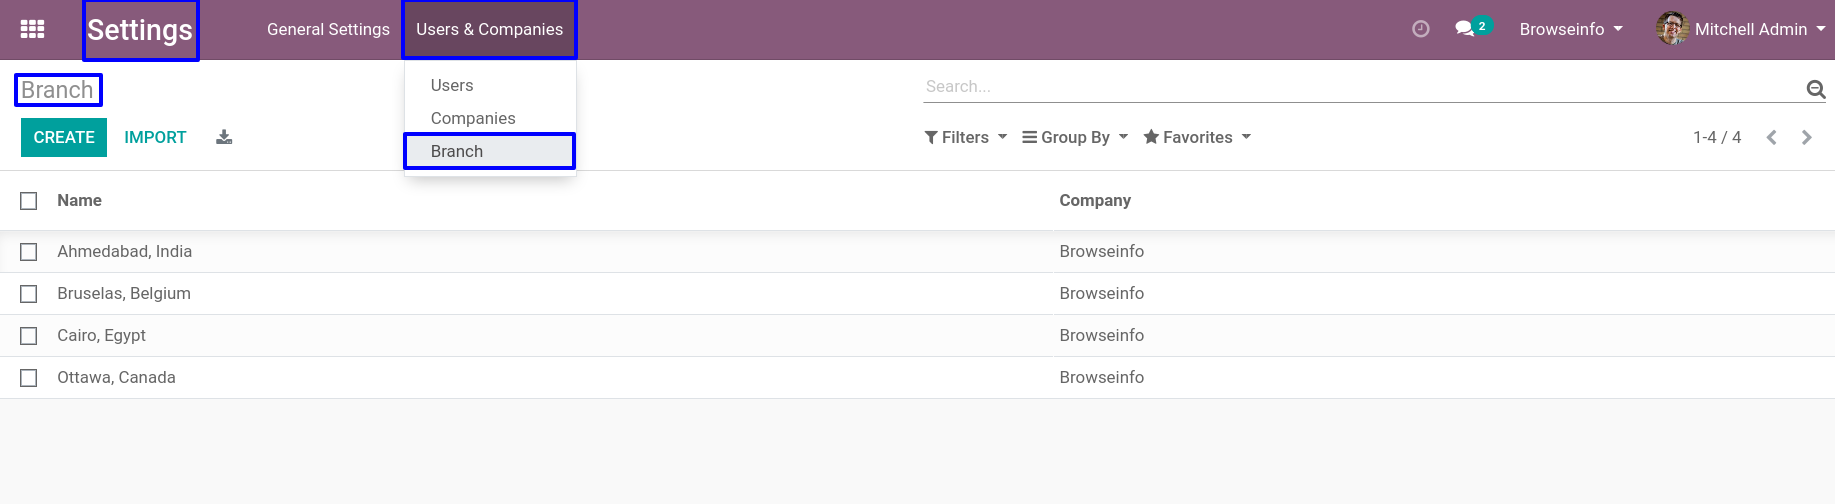 Settings General Settings Users & Companies 2 Browseinfo Mitchell Admin
Branch Users Search...
Companies
CREATE IMPORT Filters Group By Favorites 1-4 / 4
Branch
Name Company
Ahmedabad, India Browseinfo
Bruselas, Belgium Browseinfo
Cairo, Egypt Browseinfo
Ottawa, Canada Browseinfo